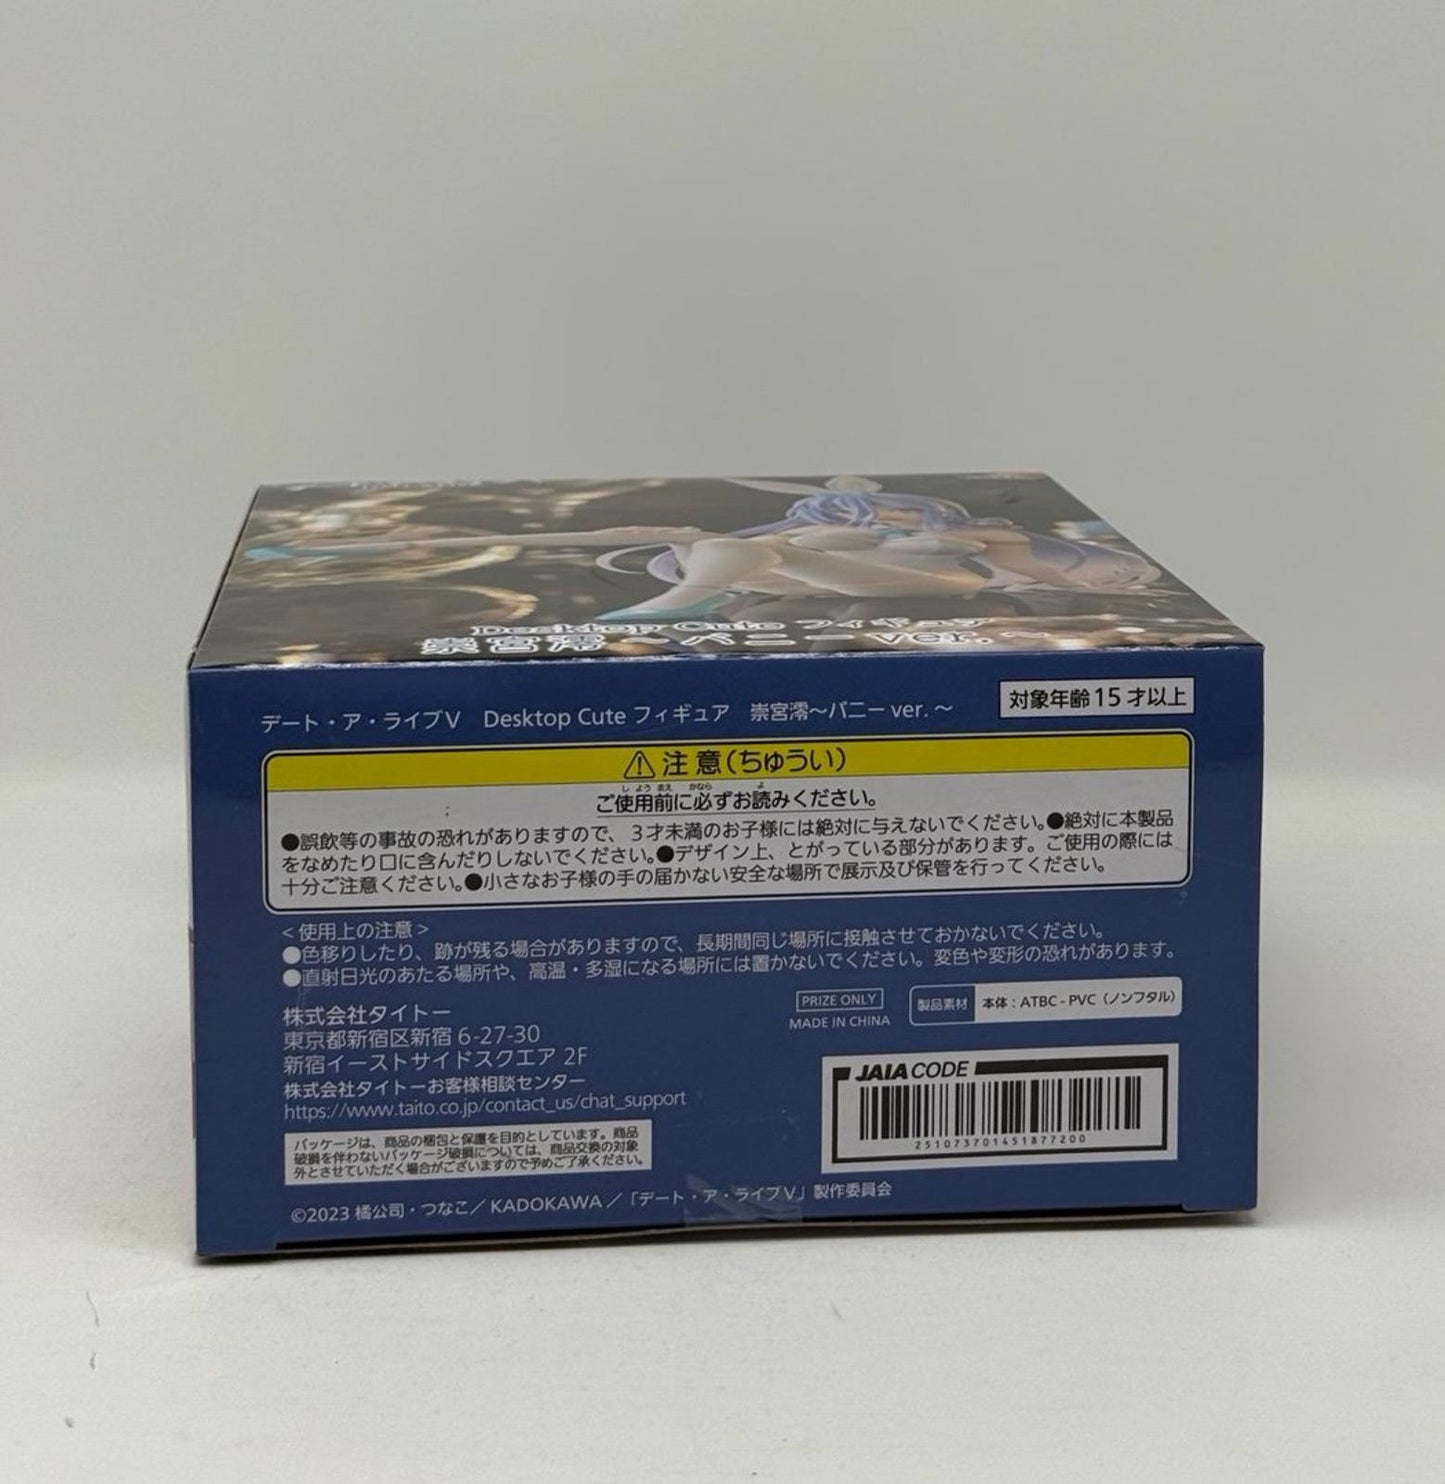 Desktop Cute フィギュア
崇宮澪 ～バニー ver.～
デート・ア・ライブⅤ Desktop Cute フィギュア 崇宮澪～バニー ver.～
対象年齢 15 才以上
注意(ちゅうい)
ご使用前に必ずお読みください。
●誤飲等の事故の恐れがありますので、3才未満のお子様には絶対に与えないでください。●絶対に本製品
をなめたり口に含んだりしないでください。●デザイン上、とがっている部分があります。ご使用の際には
十分ご注意ください。●小さなお子様の手の届かない安全な場所で展示及び保管を行ってください。
<使用上の注意>
●色移りしたり、跡が残る場合がありますので、長期間同じ場所に接触させておかないでください。
●直射日光のあたる場所や、高温・多湿になる場所には置かないでください。変色や変形の恐れがあります。
株式会社タイトー
東京都新宿区新宿 6-27-30
新宿イーストサイドスクエア 2F
株式会社タイトーお客様相談センター
https://www.taito.co.jp/contact_us/chat_support
PRIZE ONLY
MADE IN CHINA
製品素材 本体：ATBC-PVC（ノンフタル）
JAIA CODE
251073701451877200
パッケージは、商品の梱包と保護を目的としています。商品
破損を伴わないパッケージ破損については、商品交換の対象
外とさせていただく場合がございますので予めご了承ください。
©2023 橘公司・つなこ／KADOKAWA／「デート・ア・ライブⅤ」製作委員会